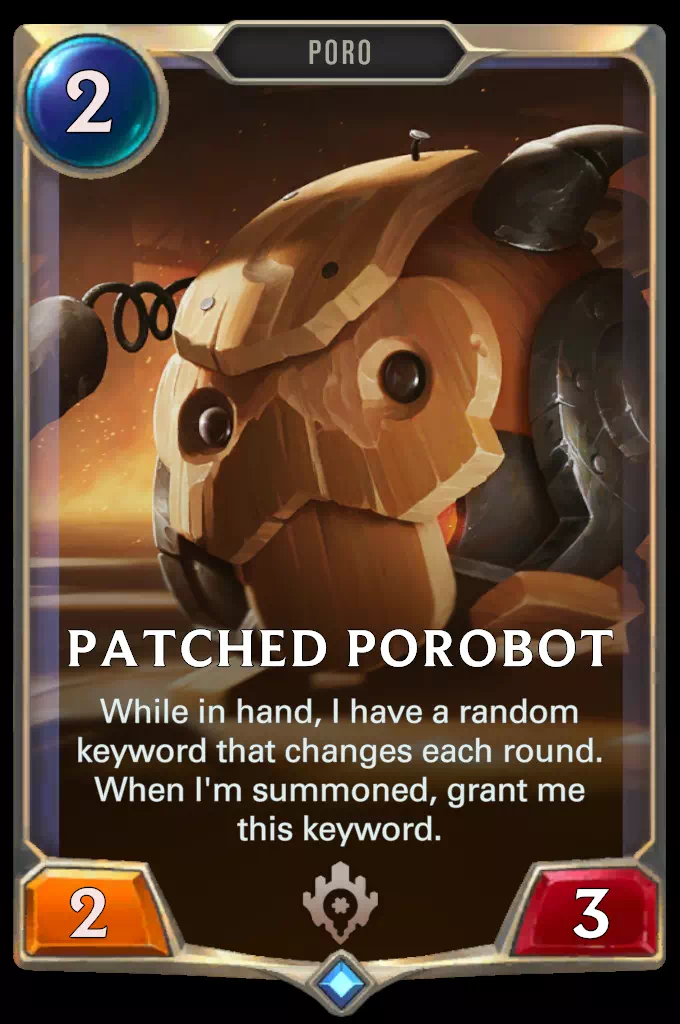 PORO
2
PATCHED POROBOT
While in hand, I have a random
keyword that changes each round.
When I'm summoned, grant me
this keyword.
2
3